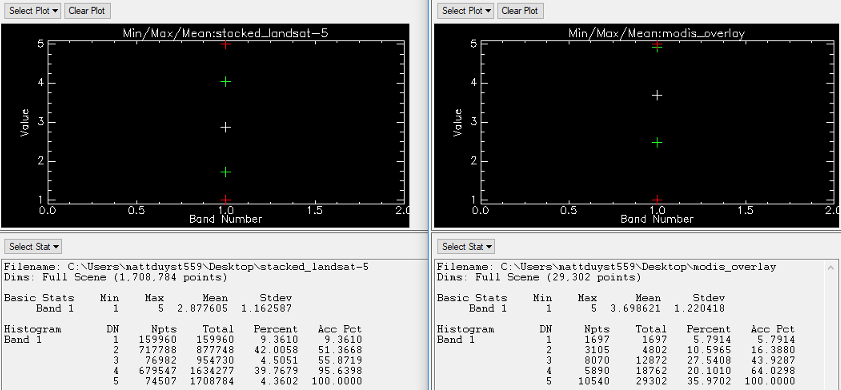 Select Plot Clear Plot
Min/Max/Mean:stacked_landsat-5
5
4
3
2
1
Value
0.0 0.5 1.0 1.5 2.0
Band Number
Select Stat
Filename: C:\Users\mattduyst559\Desktop\stacked_landsat-5
Dims: Full Scene (1,708,784 points)
Basic Stats Min Max Mean Stdev
Band 1 1 5 2.877605 1.162587
Histogram DN Npts Total Percent Acc Pct
Band 1 1 159960 159960 9.3610 9.3610
2 717788 877748 42.0058 51.3668
3 76982 954730 4.5051 55.8719
4 679547 1634277 39.7679 95.6398
5 74507 1708784 4.3602 100.0000
Select Plot Clear Plot
Min/Max/Mean:modis_overlay
5
4
3
2
1
Value
0.0 0.5 1.0 1.5 2.0
Band Number
Select Stat
Filename: C:\Users\mattduyst559\Desktop\modis_overlay
Dims: Full Scene (29,302 points)
Basic Stats Min Max Mean Stdev
Band 1 1 5 3.698621 1.220418
Histogram DN Npts Total Percent Acc Pct
Band 1 1 1697 1697 5.7914 5.7914
2 3105 4802 10.5965 16.3880
3 8070 12872 27.5408 43.9287
4 5890 18762 20.1010 64.0298
5 10540 29302 35.9702 100.0000